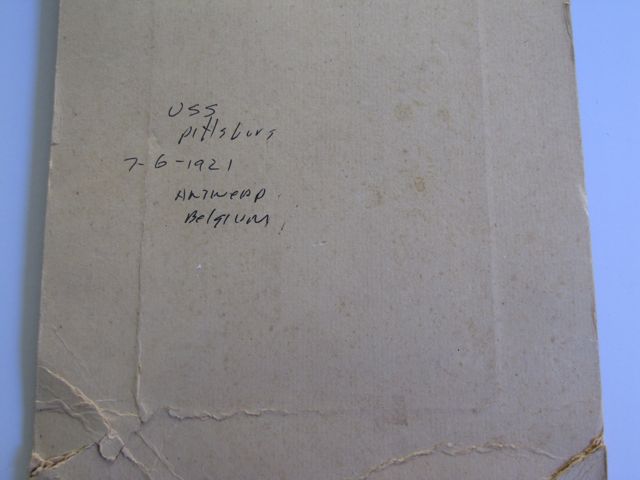 USS
Pittsburg
7-6-1921
Antwerp.
Belgium,